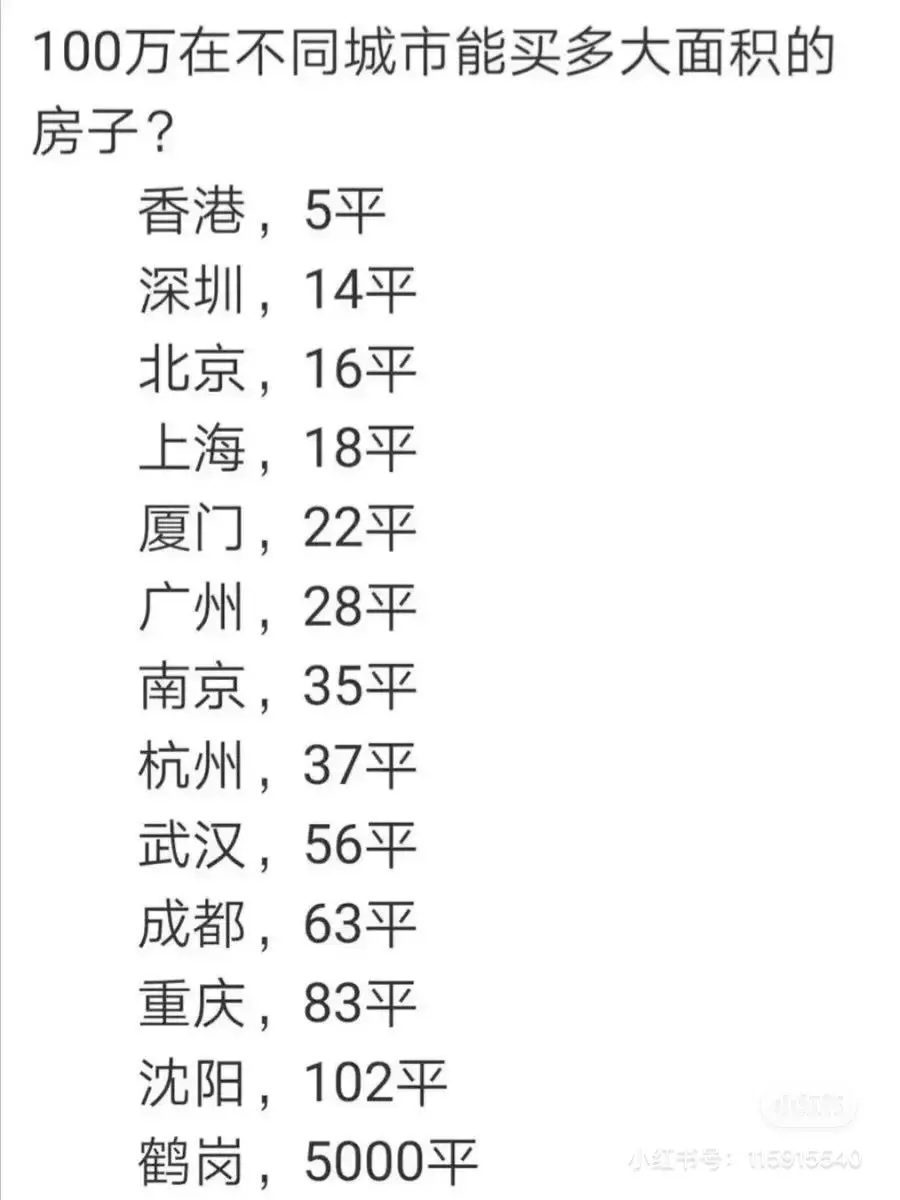 100万在不同城市能买多大面积的
房子？
香港，5平
深圳，14平
北京，16平
上海，18平
厦门，22平
广州，28平
南京，35平
杭州，37平
武汉，56平
成都，63平
重庆，83平
沈阳，102平
鹤岗，5000平
小红书
小红书号：115915540